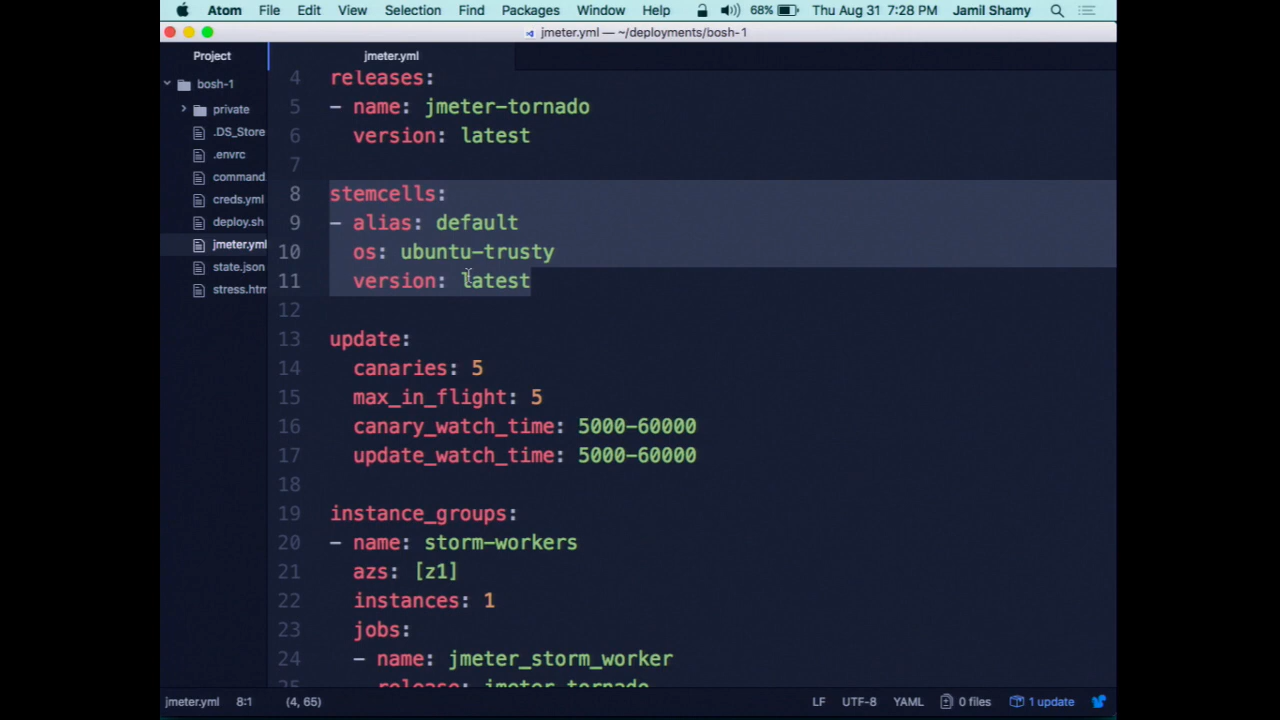 Atom File Edit View Selection Find Packages Window Help 68% Thu Aug 31 7:28 PM Jamil Shamy
jmeter.yml — ~/deployments/bosh-1
Project
jmeter.yml
bosh-1
private
.DS_Store
.envrc
command.
creds.yml
deploy.sh
jmeter.yml
state.json
stress.htm
4 releases:
5 - name: jmeter-tornado
6 version: latest
7
8 stemcells:
9 - alias: default
10 os: ubuntu-trusty
11 version: latest
12
13 update:
14 canaries: 5
15 max_in_flight: 5
16 canary_watch_time: 5000-60000
17 update_watch_time: 5000-60000
18
19 instance_groups:
20 - name: storm-workers
21 azs: [z1]
22 instances: 1
23 jobs:
24 - name: jmeter_storm_worker
25 release: jmeter-tornado
jmeter.yml 8:1 (4, 65) LF UTF-8 YAML 0 files 1 update